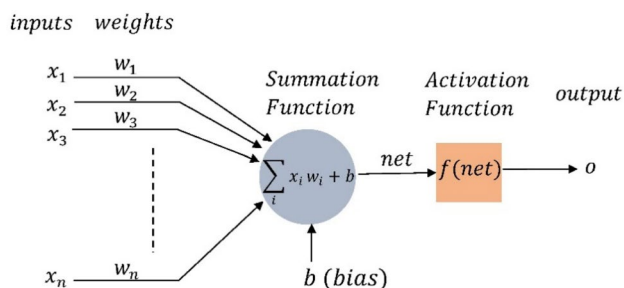 inputs weights
x₁ w₁
x₂ w₂
x₃ w₃
xₙ wₙ
Summation
Function
∑ᵢ xᵢ wᵢ + b
b (bias)
net
Activation
Function
f(net)
output
o